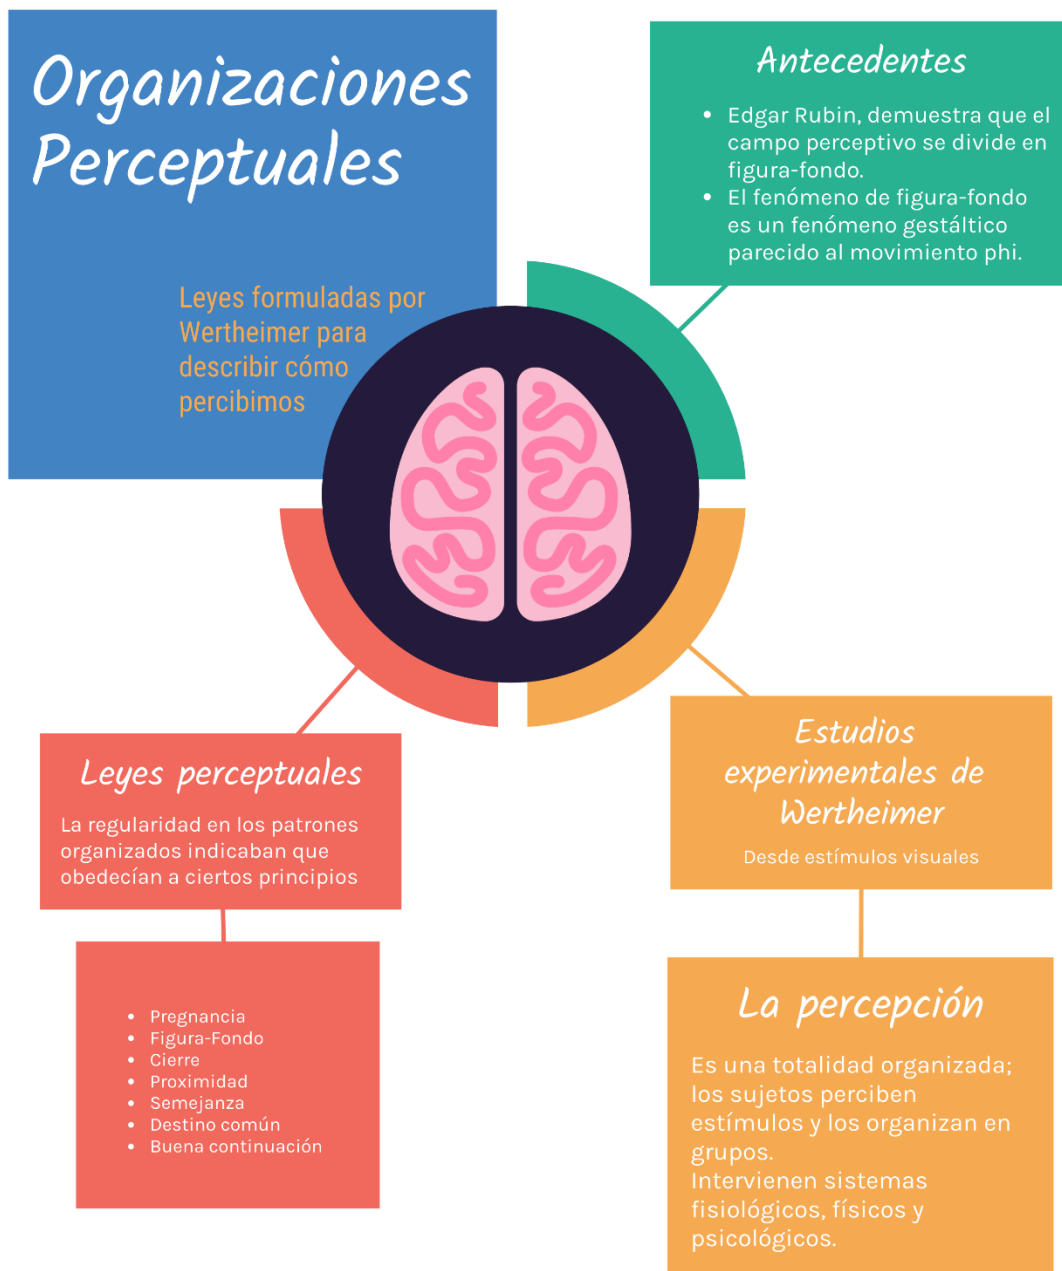 Organizaciones
Perceptuales
Leyes formuladas por
Wertheimer para
describir cómo
percibimos
Antecedentes
• Edgar Rubin, demuestra que el
campo perceptivo se divide en
figura-fondo.
• El fenómeno de figura-fondo
es un fenómeno gestáltico
parecido al movimiento phi.
Leyes perceptuales
La regularidad en los patrones
organizados indicaban que
obedecían a ciertos principios
• Pregnancia
• Figura-Fondo
• Cierre
• Proximidad
• Semejanza
• Destino común
• Buena continuación
Estudios
experimentales de
Wertheimer
Desde estímulos visuales
La percepción
Es una totalidad organizada;
los sujetos perciben
estímulos y los organizan en
grupos.
Intervienen sistemas
fisiológicos, físicos y
psicológicos.